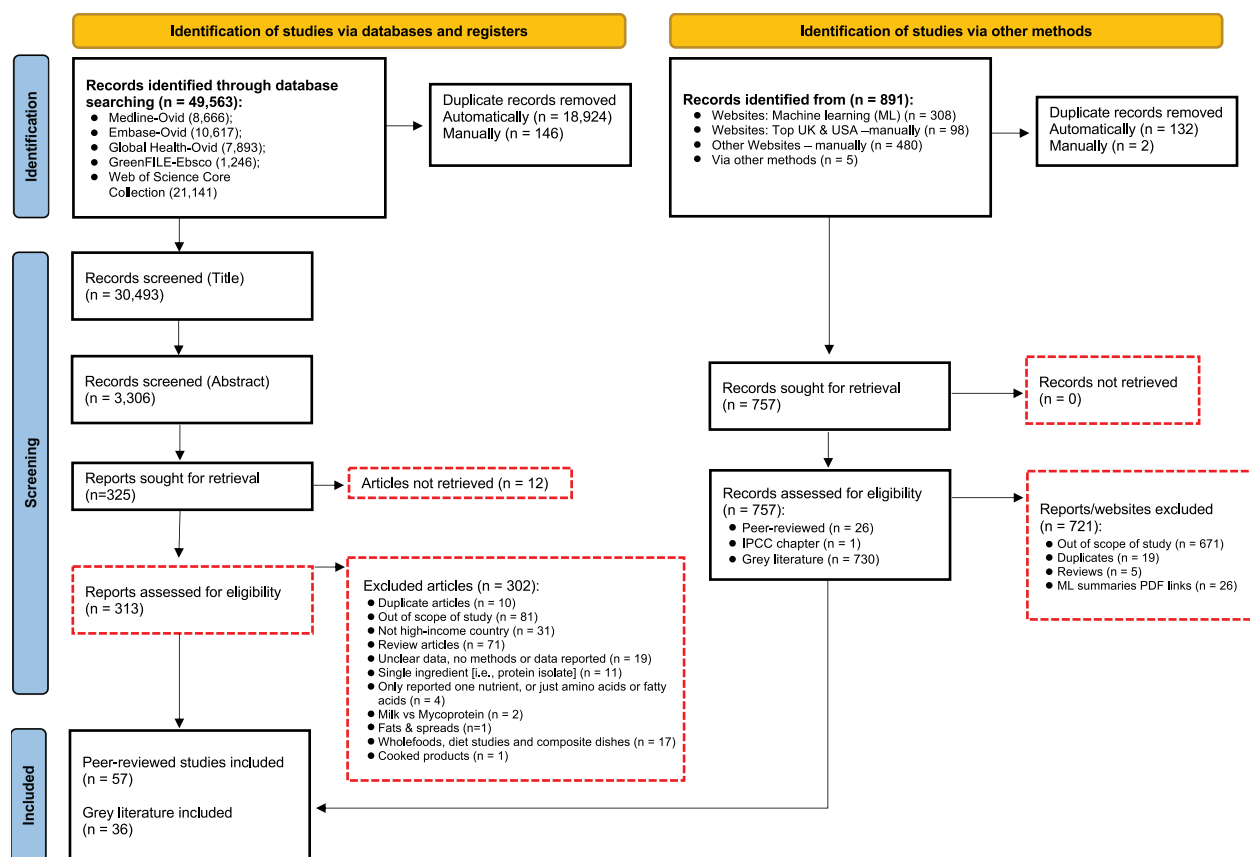 Identification of studies via databases and registers
Identification of studies via other methods
Identification
Records identified through database
searching (n = 49,563):
● Medline-Ovid (8,666);
● Embase-Ovid (10,617);
● Global Health-Ovid (7,893);
● GreenFILE-Ebsco (1,246);
● Web of Science Core
Collection (21,141)
Duplicate records removed
Automatically (n = 18,924)
Manually (n = 146)
Records identified from (n = 891):
● Websites: Machine learning (ML) (n = 308)
● Websites: Top UK & USA –manually (n = 98)
● Other Websites – manually (n = 480)
● Via other methods (n = 5)
Duplicate records removed
Automatically (n = 132)
Manually (n = 2)
Screening
Records screened (Title)
(n = 30,493)
Records screened (Abstract)
(n = 3,306)
Reports sought for retrieval
(n=325)
Articles not retrieved (n = 12)
Reports assessed for eligibility
(n = 313)
Excluded articles (n = 302):
● Duplicate articles (n = 10)
● Out of scope of study (n = 81)
● Not high-income country (n = 31)
● Review articles (n = 71)
● Unclear data, no methods or data reported (n = 19)
● Single ingredient [i.e., protein isolate] (n = 11)
● Only reported one nutrient, or just amino acids or fatty
acids (n = 4)
● Milk vs Mycoprotein (n = 2)
● Fats & spreads (n=1)
● Wholefoods, diet studies and composite dishes (n = 17)
● Cooked products (n = 1)
Records sought for retrieval
(n = 757)
Records not retrieved
(n = 0)
Records assessed for eligibility
(n = 757):
● Peer-reviewed (n = 26)
● IPCC chapter (n = 1)
● Grey literature (n = 730)
Reports/websites excluded
(n = 721):
● Out of scope of study (n = 671)
● Duplicates (n = 19)
● Reviews (n = 5)
● ML summaries PDF links (n = 26)
Included
Peer-reviewed studies included
(n = 57
Grey literature included
(n = 36